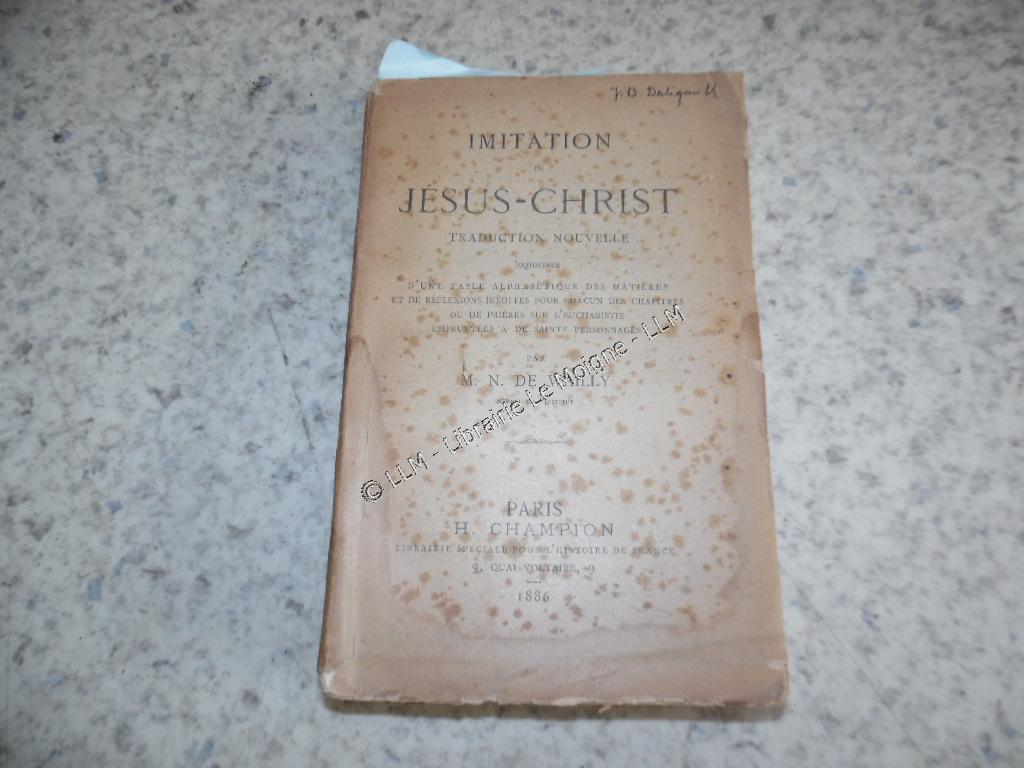 J. B. Daligault
IMITATION
DE
JÉSUS-CHRIST
TRADUCTION NOUVELLE
augmentée
D'UNE TABLE ALPHABÉTIQUE DES MATIÈRES
ET DE RÉFLEXIONS INÉDITES POUR CHACUN DES CHAPITRES
OU DE PRIÈRES SUR L'EUCHARISTIE
EMPRUNTÉES A DE SAINTS PERSONNAGES
PAR
M. N. DE WAILLY
© LLM - Librairie Le Moigne - LLM
PARIS
H. CHAMPION
LIBRAIRIE SPÉCIALE POUR L'HISTOIRE DE FRANCE
9, QUAI VOLTAIRE, 9
1886